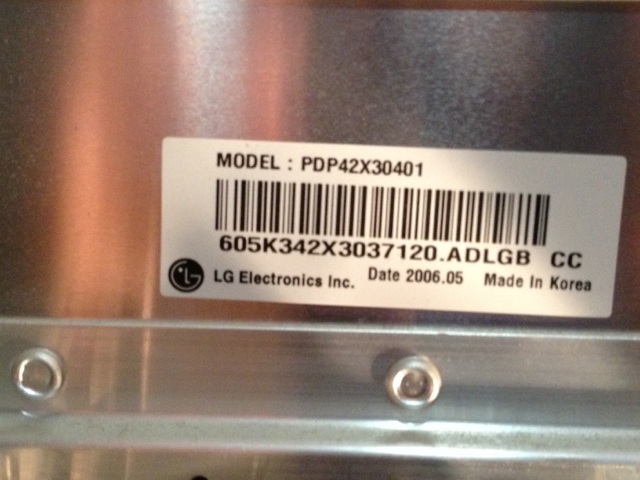 MODEL : PDP42X30401
605K342X3037120.ADLGB CC
LG Electronics Inc. Date 2006.05 Made In Korea